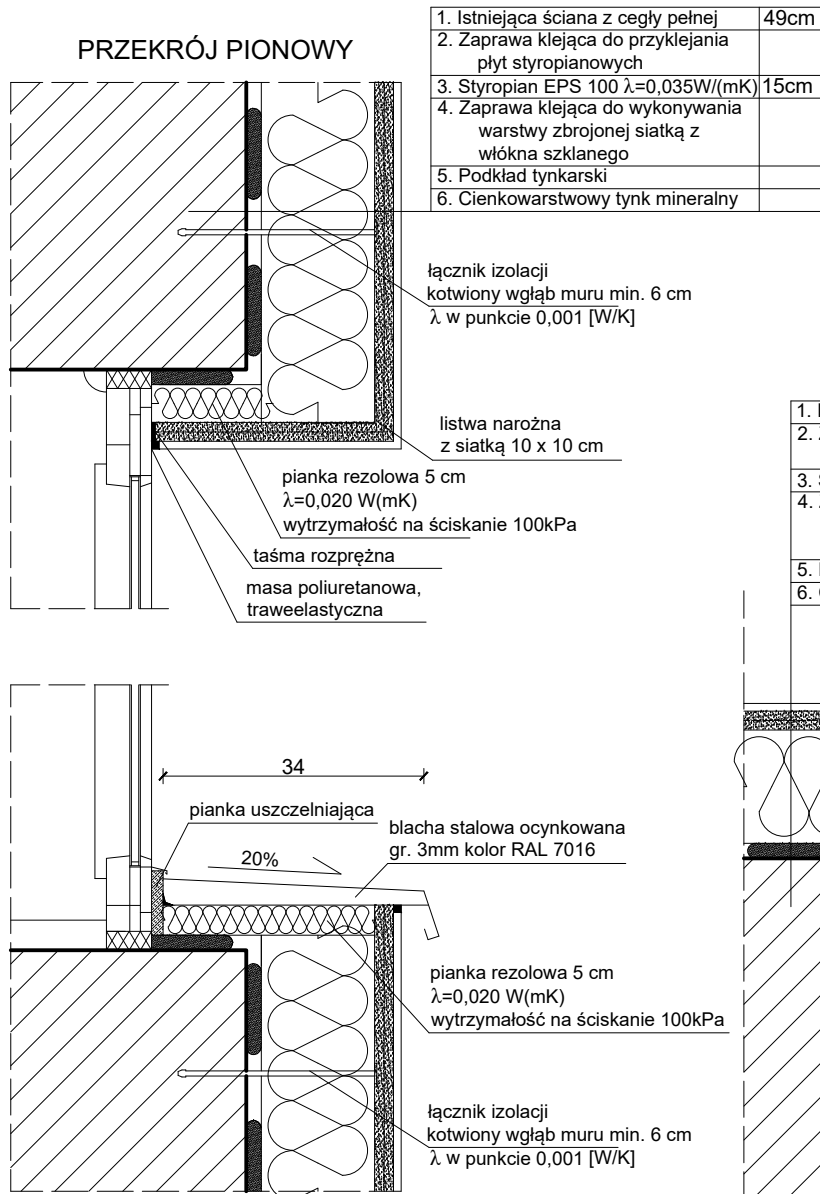 PRZEKRÓJ PIONOWY
1. Istniejąca ściana z cegły pełnej 49cm
2. Zaprawa klejąca do przyklejania
płyt styropianowych
3. Styropian EPS 100 λ=0,035W/(mK) 15cm
4. Zaprawa klejąca do wykonywania
warstwy zbrojonej siatką z
włókna szklanego
5. Podkład tynkarski
6. Cienkowarstwowy tynk mineralny
łącznik izolacji
kotwiony wgłąb muru min. 6 cm
λ w punkcie 0,001 [W/K]
listwa narożna
z siatką 10 x 10 cm
pianka rezolowa 5 cm
λ=0,020 W(mK)
wytrzymałość na ściskanie 100kPa
taśma rozprężna
masa poliuretanowa,
traweelastyczna
1.
2.
3.
4.
5.
6.
34
pianka uszczelniająca
20%
blacha stalowa ocynkowana
gr. 3mm kolor RAL 7016
pianka rezolowa 5 cm
λ=0,020 W(mK)
wytrzymałość na ściskanie 100kPa
łącznik izolacji
kotwiony wgłąb muru min. 6 cm
λ w punkcie 0,001 [W/K]